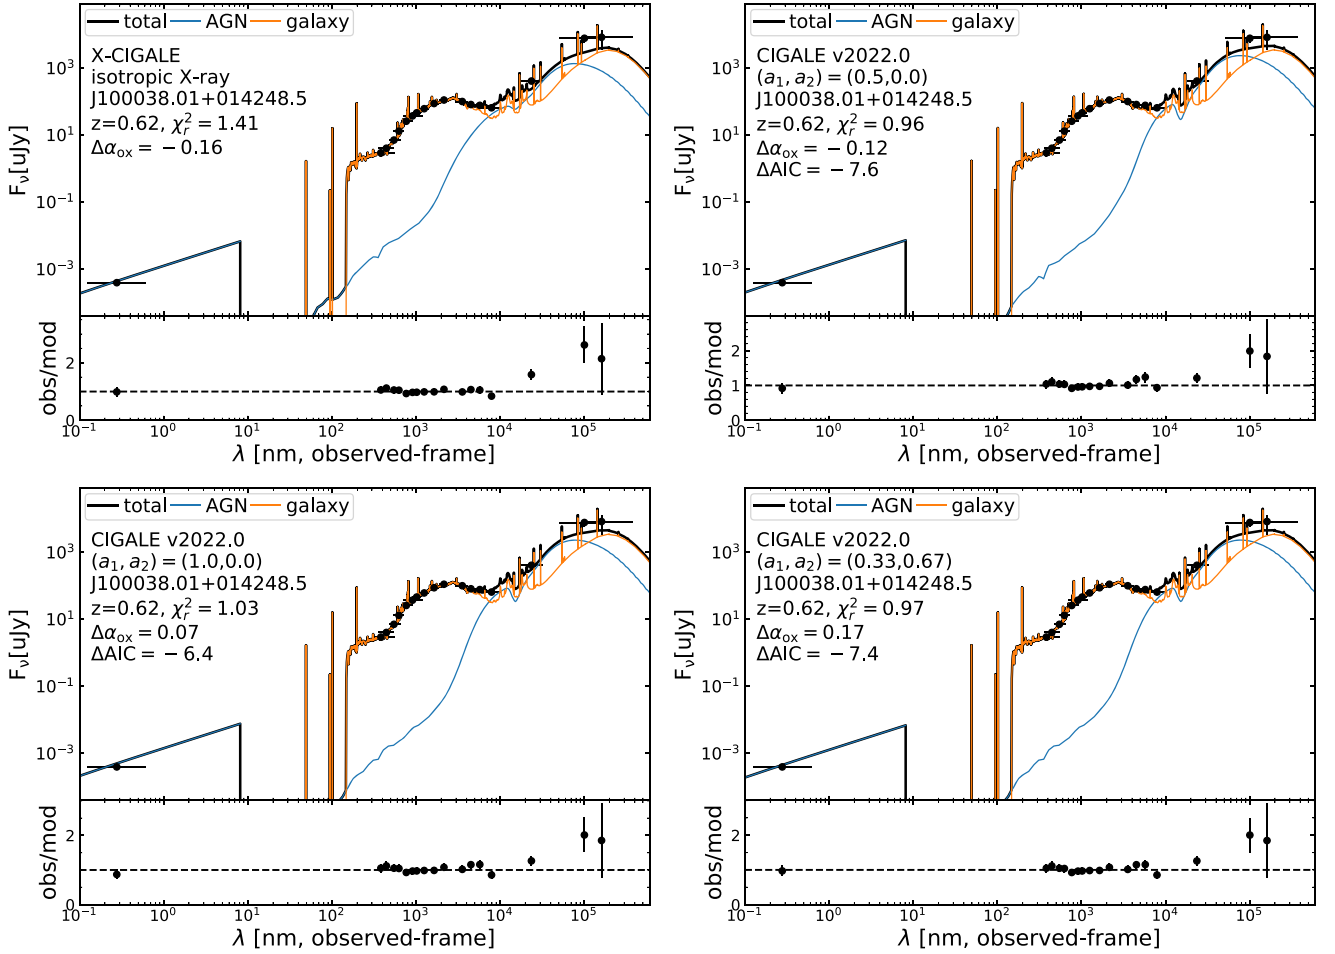 total AGN galaxy
X-CIGALE
isotropic X-ray
J100038.01+014248.5
z=0.62, χ²ᵣ = 1.41
Δαₒₓ = −0.16
Fᵥ[uJy]
10³
10¹
10⁻¹
10⁻³
obs/mod
2
0
10⁻¹ 10⁰ 10¹ 10² 10³ 10⁴ 10⁵
λ [nm, observed-frame]
total AGN galaxy
CIGALE v2022.0
(a₁, a₂) = (0.5,0.0)
J100038.01+014248.5
z=0.62, χ²ᵣ = 0.96
Δαₒₓ = −0.12
ΔAIC = −7.6
Fᵥ[uJy]
10³
10¹
10⁻¹
10⁻³
obs/mod
2
1
0
10⁻¹ 10⁰ 10¹ 10² 10³ 10⁴ 10⁵
λ [nm, observed-frame]
total AGN galaxy
CIGALE v2022.0
(a₁, a₂) = (1.0,0.0)
J100038.01+014248.5
z=0.62, χ²ᵣ = 1.03
Δαₒₓ = 0.07
ΔAIC = −6.4
Fᵥ[uJy]
10³
10¹
10⁻¹
10⁻³
obs/mod
2
0
10⁻¹ 10⁰ 10¹ 10² 10³ 10⁴ 10⁵
λ [nm, observed-frame]
total AGN galaxy
CIGALE v2022.0
(a₁, a₂) = (0.33,0.67)
J100038.01+014248.5
z=0.62, χ²ᵣ = 0.97
Δαₒₓ = 0.17
ΔAIC = −7.4
Fᵥ[uJy]
10³
10¹
10⁻¹
10⁻³
obs/mod
2
0
10⁻¹ 10⁰ 10¹ 10² 10³ 10⁴ 10⁵
λ [nm, observed-frame]